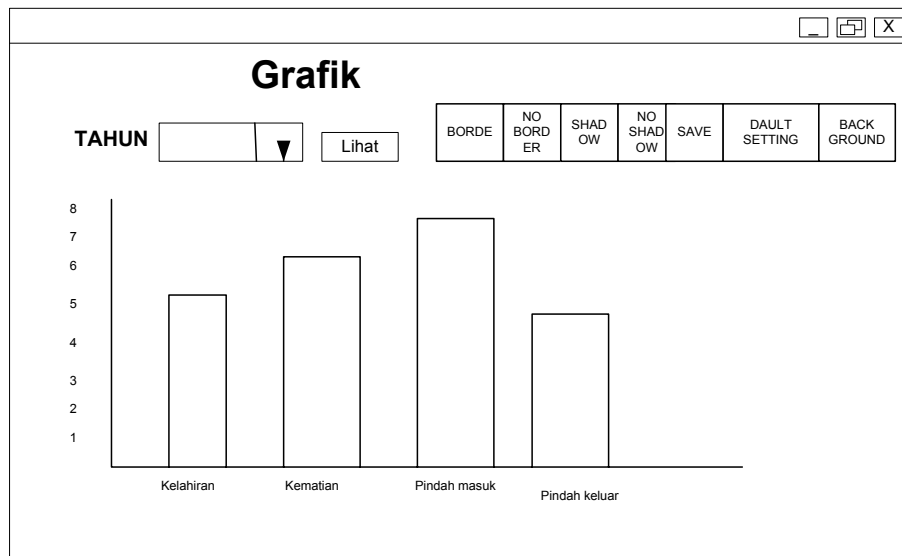 _ X
Grafik
TAHUN
Lihat
BORDE
NO
BORD
ER
SHAD
OW
NO
SHAD
OW
SAVE
DAULT
SETTING
BACK
GROUND
8
7
6
5
4
3
2
1
Kelahiran
Kematian
Pindah masuk
Pindah keluar